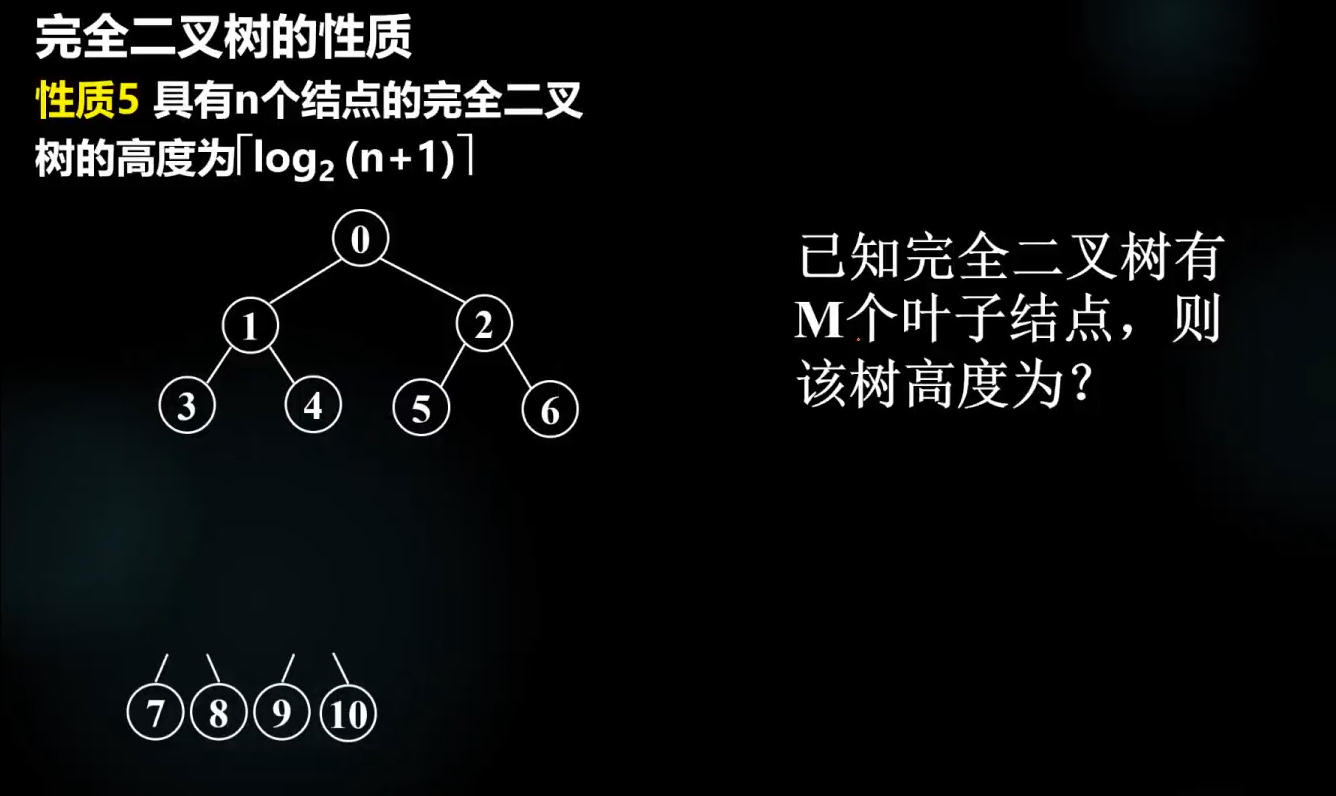 完全二叉树的性质
性质5 具有n个结点的完全二叉
树的高度为⌈log₂ (n+1)⌉
已知完全二叉树有
M个叶子结点，则
该树高度为？
0
1 2
3 4 5 6
7 8 9 10